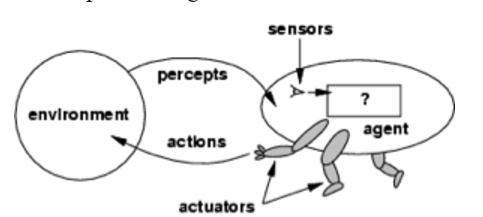 sensors
percepts
environment
?
agent
actions
actuators